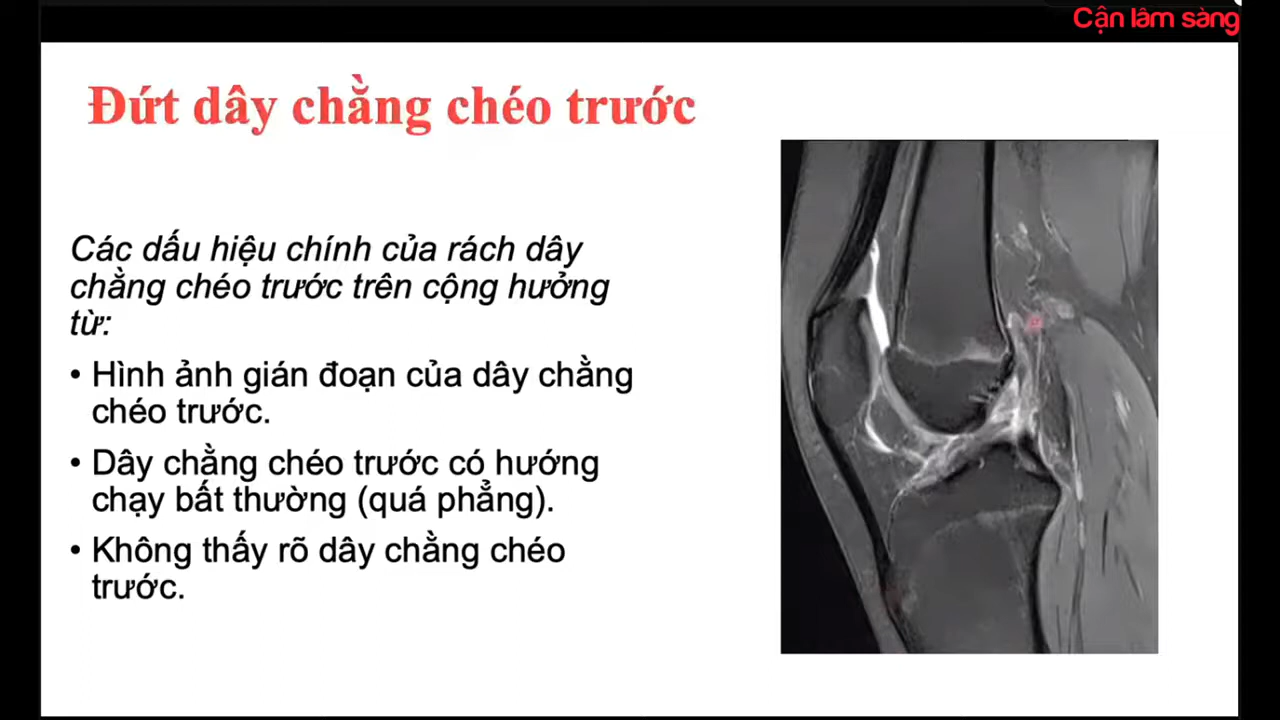 Cận lâm sàng
Đứt dây chằng chéo trước
Các dấu hiệu chính của rách dây
chằng chéo trước trên cộng hưởng
từ:
• Hình ảnh gián đoạn của dây chằng
chéo trước.
• Dây chằng chéo trước có hướng
chạy bất thường (quá phẳng).
• Không thấy rõ dây chằng chéo
trước.